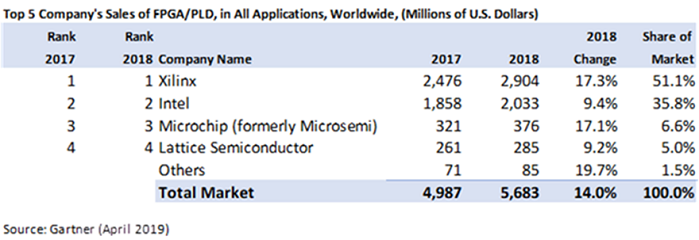 Top 5 Company's Sales of FPGA/PLD, in All Applications, Worldwide, (Millions of U.S. Dollars)
Rank Rank 2018 Share of
2017 2018 Company Name 2017 2018 Change Market
1 1 Xilinx 2,476 2,904 17.3% 51.1%
2 2 Intel 1,858 2,033 9.4% 35.8%
3 3 Microchip (formerly Microsemi) 321 376 17.1% 6.6%
4 4 Lattice Semiconductor 261 285 9.2% 5.0%
Others 71 85 19.7% 1.5%
Total Market 4,987 5,683 14.0% 100.0%
Source: Gartner (April 2019)